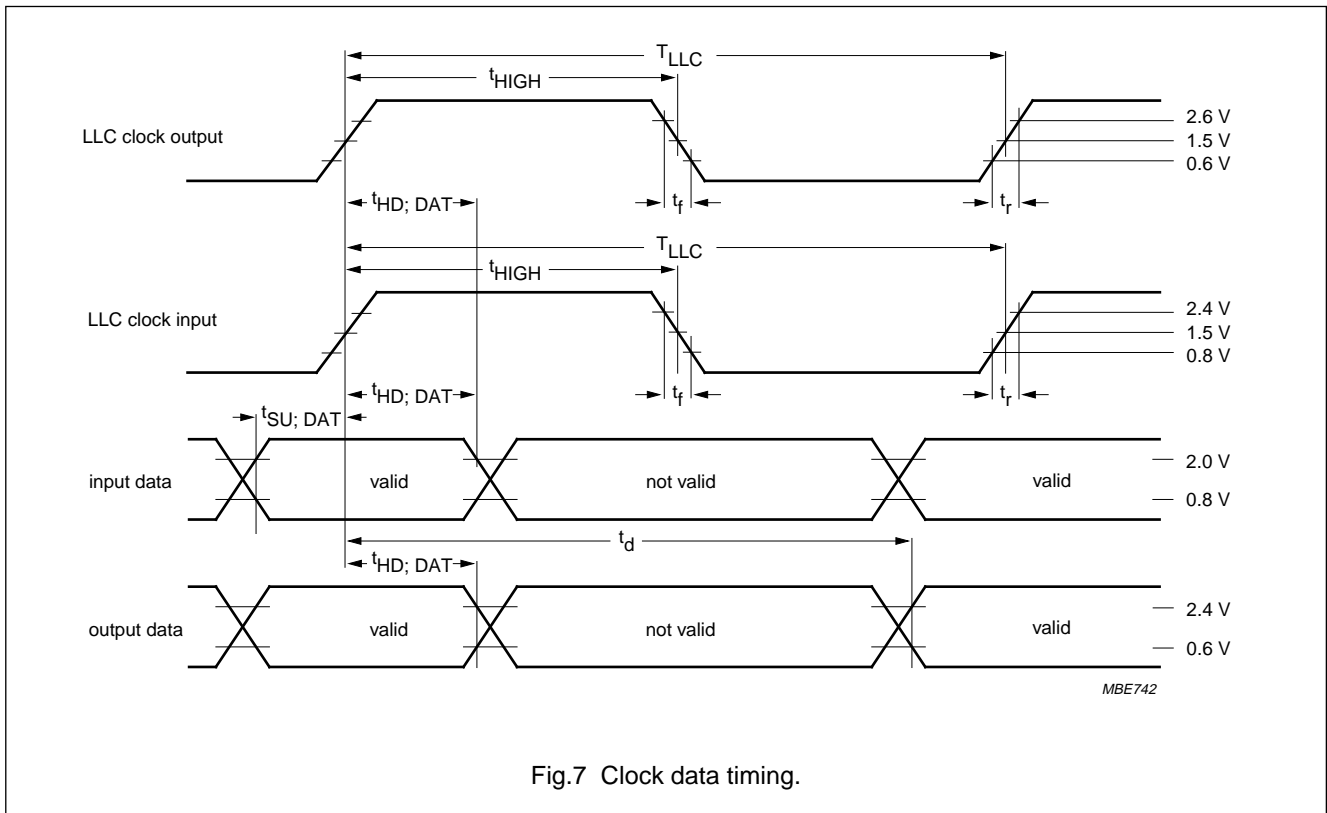 T_LLC
t_HIGH
2.6 V
LLC clock output
1.5 V
0.6 V
t_HD; DAT
t_f
t_r
T_LLC
t_HIGH
2.4 V
LLC clock input
1.5 V
0.8 V
t_HD; DAT
t_f
t_r
t_SU; DAT
2.0 V
input data
valid
not valid
valid
0.8 V
t_d
t_HD; DAT
2.4 V
output data
valid
not valid
valid
0.6 V
MBE742
Fig.7 Clock data timing.